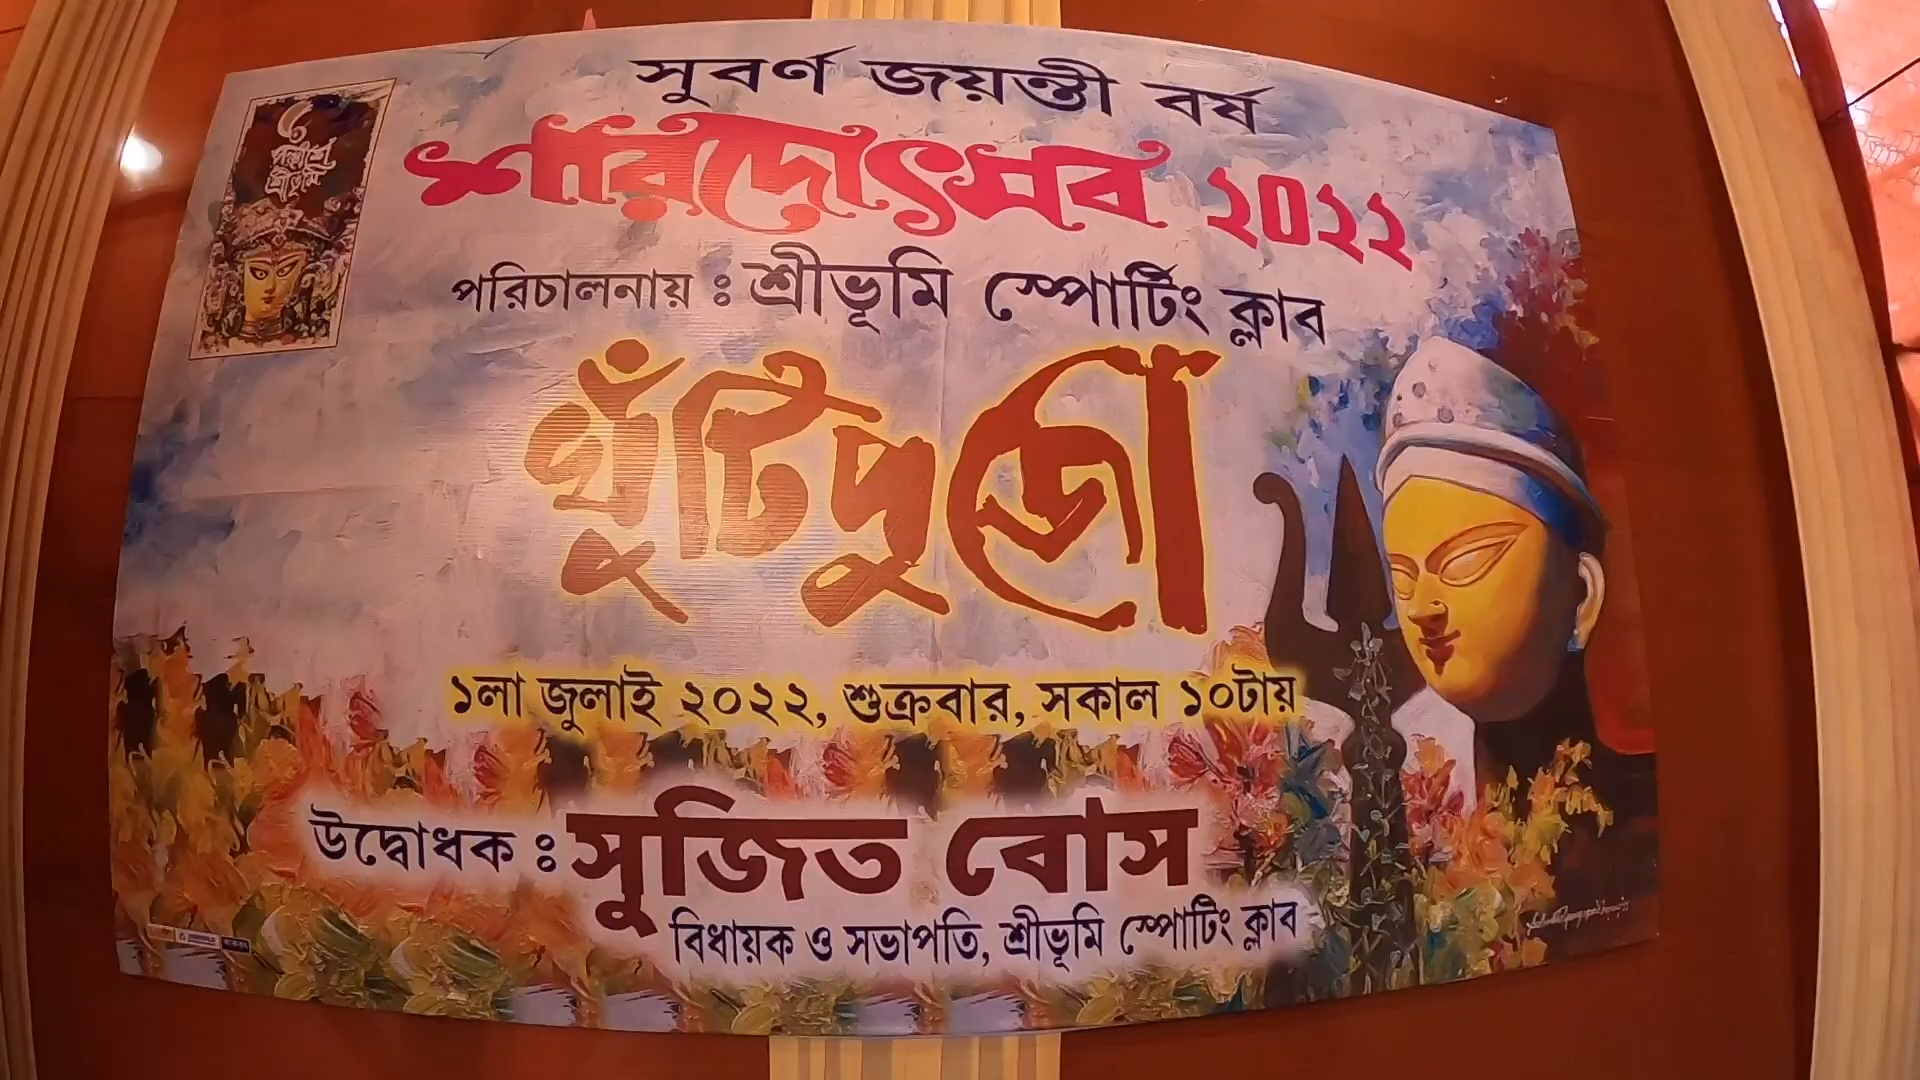 সুবর্ণ জয়ন্তী বর্ষ
শারদোৎসব ২০২২
পরিচালনায় : শ্রীভূমি স্পোর্টিং ক্লাব
খুঁটিপুজো
১লা জুলাই ২০২২, শুক্রবার, সকাল ১০টায়
উদ্বোধক : সুজিত বোস
বিধায়ক ও সভাপতি, শ্রীভূমি স্পোর্টিং ক্লাব